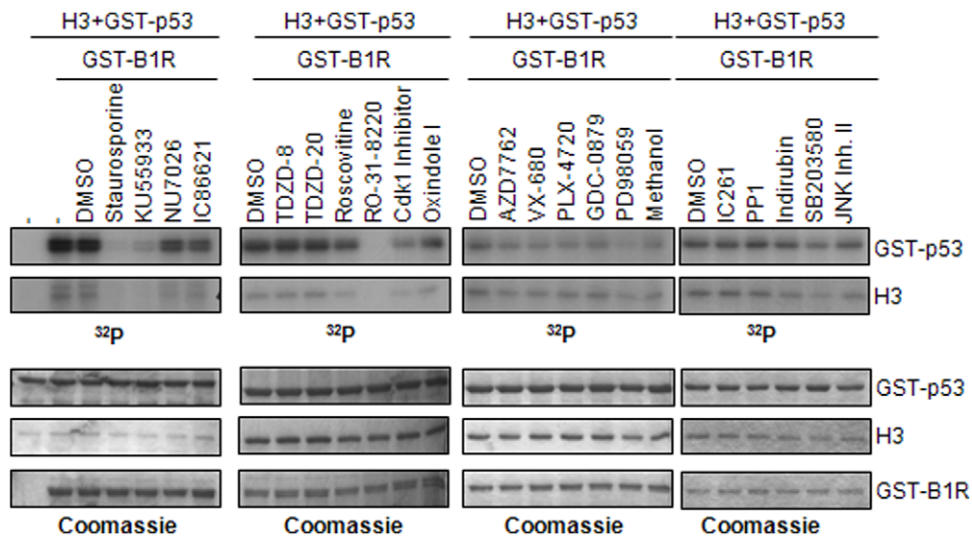 H3+GST-p53 H3+GST-p53 H3+GST-p53 H3+GST-p53
GST-B1R GST-B1R GST-B1R GST-B1R
-
-
DMSO
Staurosporine
KU55933
NU7026
IC86621
DMSO
TDZD-8
TDZD-20
Roscovitine
RO-31-8220
Cdk1 Inhibitor
Oxindole I
DMSO
AZD7762
VX-680
PLX-4720
GDC-0879
PD98059
Methanol
DMSO
IC261
PP1
Indirubin
SB203580
JNK Inh. II
GST-p53
H3
32P 32P 32P 32P
GST-p53
H3
GST-B1R
Coomassie Coomassie Coomassie Coomassie